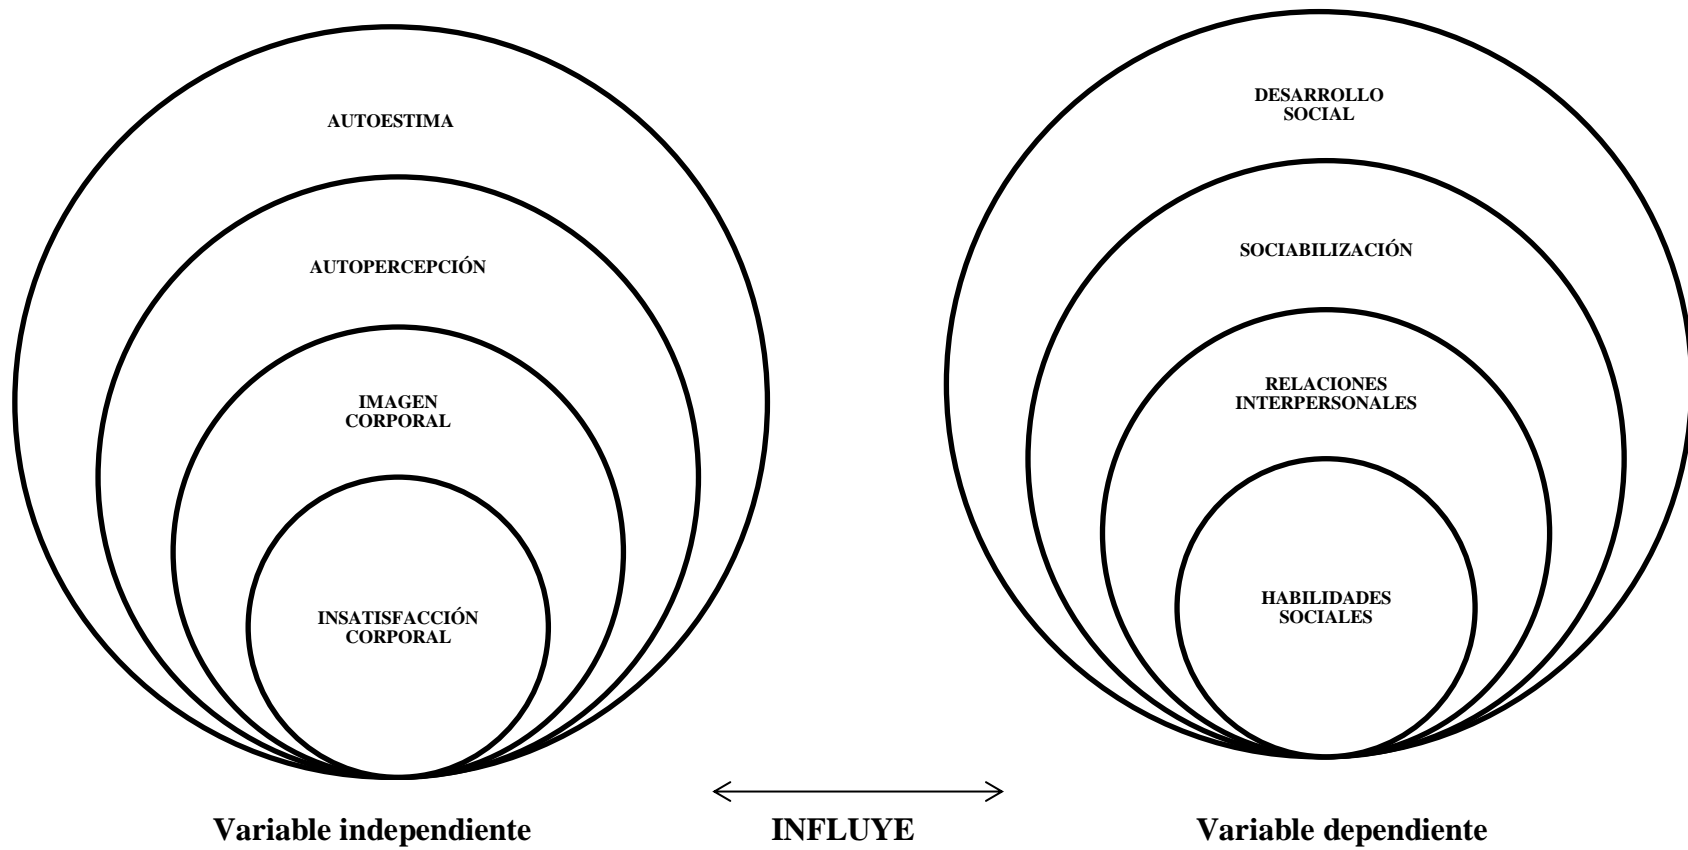 AUTOESTIMA
AUTOPERCEPCIÓN
IMAGEN
CORPORAL
INSATISFACCIÓN
CORPORAL
DESARROLLO
SOCIAL
SOCIABILIZACIÓN
RELACIONES
INTERPERSONALES
HABILIDADES
SOCIALES
Variable independiente
INFLUYE
Variable dependiente